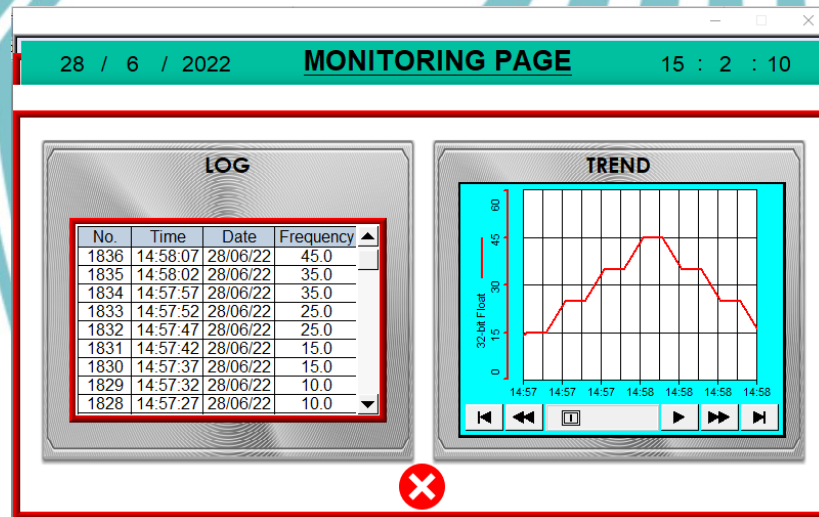 28 / 6 / 2022 MONITORING PAGE 15 : 2 : 10
LOG
No. Time Date Frequency
1836 14:58:07 28/06/22 45.0
1835 14:58:02 28/06/22 35.0
1834 14:57:57 28/06/22 35.0
1833 14:57:52 28/06/22 25.0
1832 14:57:47 28/06/22 25.0
1831 14:57:42 28/06/22 15.0
1830 14:57:37 28/06/22 15.0
1829 14:57:32 28/06/22 10.0
1828 14:57:27 28/06/22 10.0
TREND
60
45
30
15
0
32-bit Float
14:57 14:57 14:57 14:58 14:58 14:58 14:58